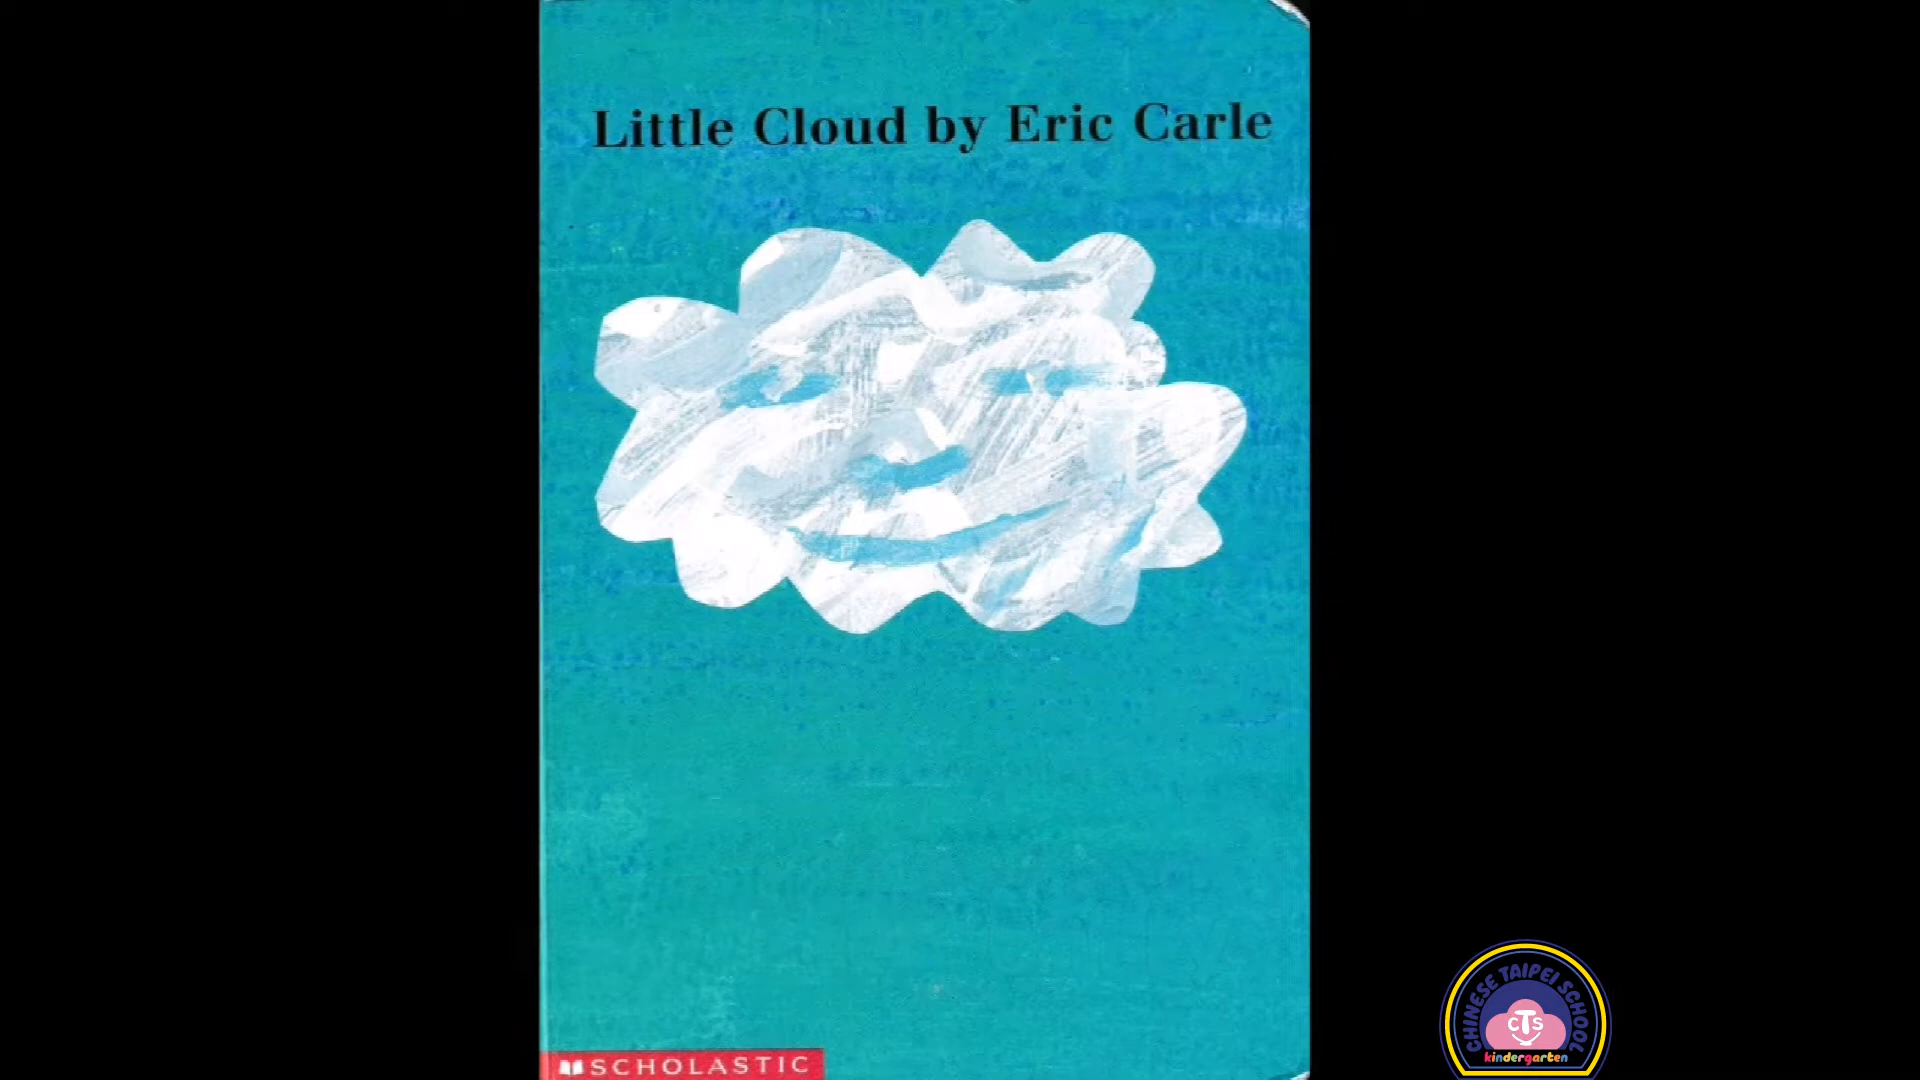 Little Cloud by Eric Carle
SCHOLASTIC
CHINESE TAIPEI SCHOOL
CTS
kindergarten